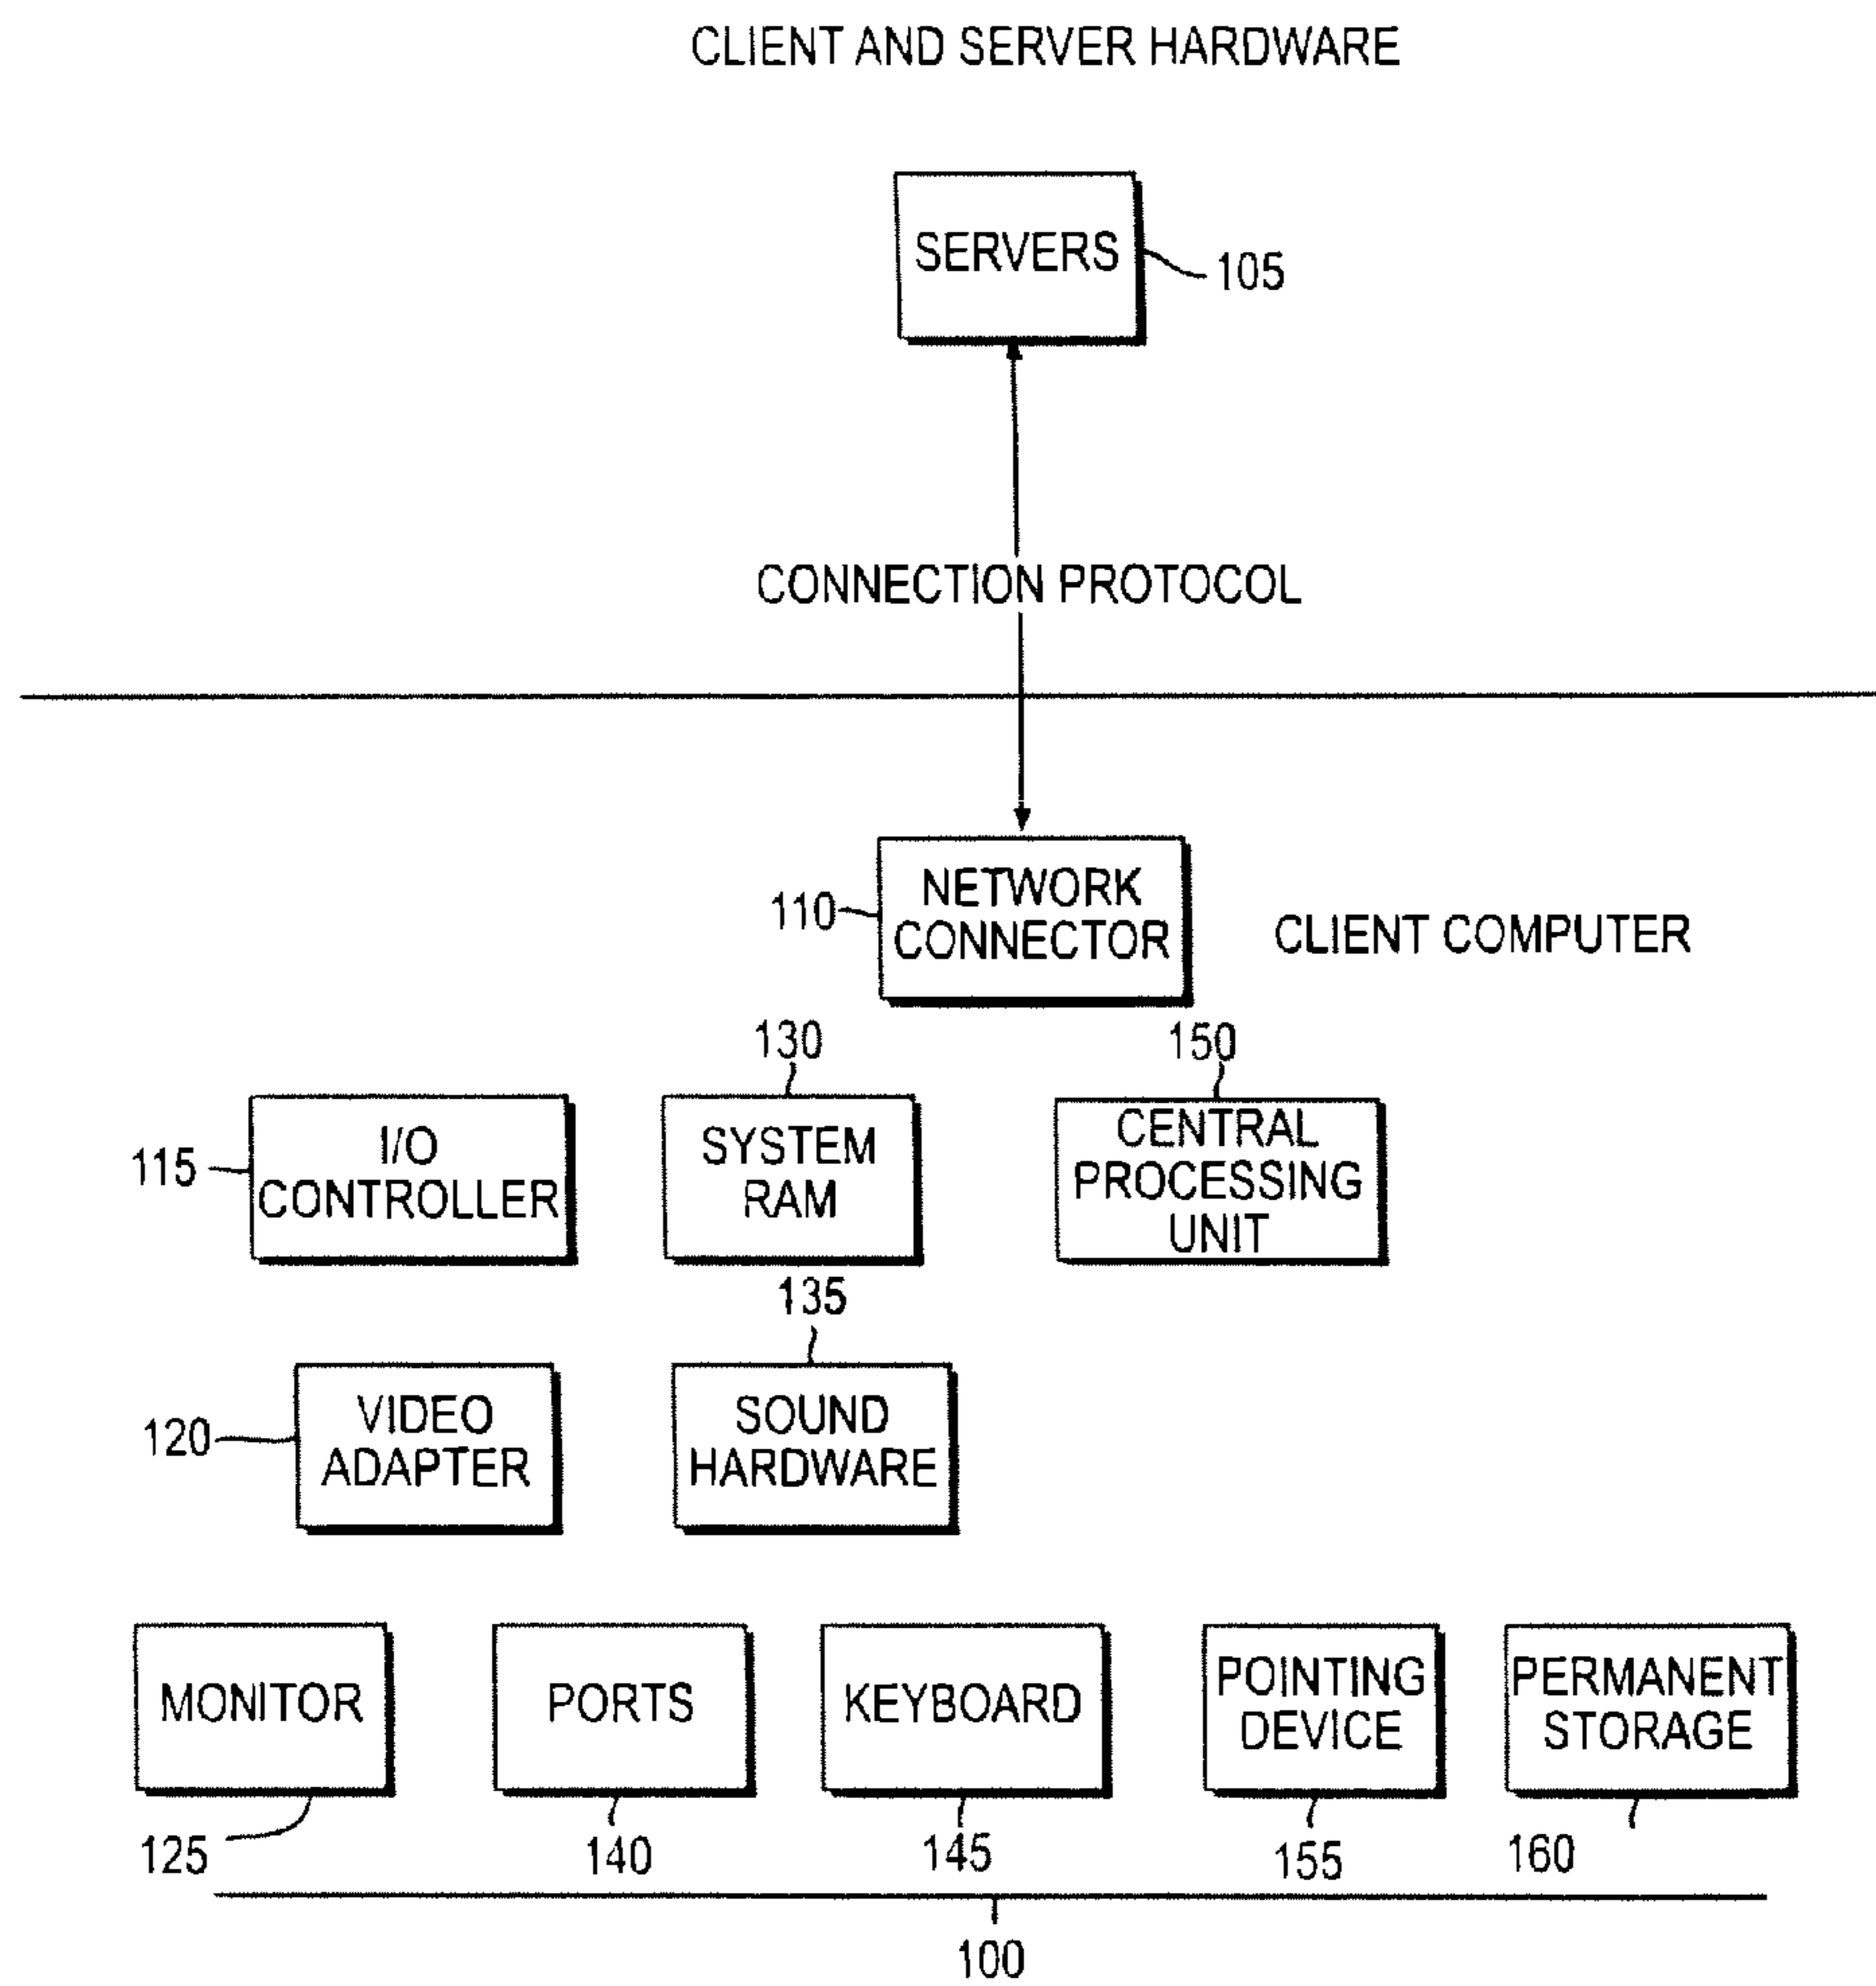 CLIENT AND SERVER HARDWARE
SERVERS
105
CONNECTION PROTOCOL
110
NETWORK
CONNECTOR
CLIENT COMPUTER
130
150
115
I/O
CONTROLLER
SYSTEM
RAM
CENTRAL
PROCESSING
UNIT
135
120
VIDEO
ADAPTER
SOUND
HARDWARE
MONITOR
PORTS
KEYBOARD
POINTING
DEVICE
PERMANENT
STORAGE
125
140
145
155
160
100